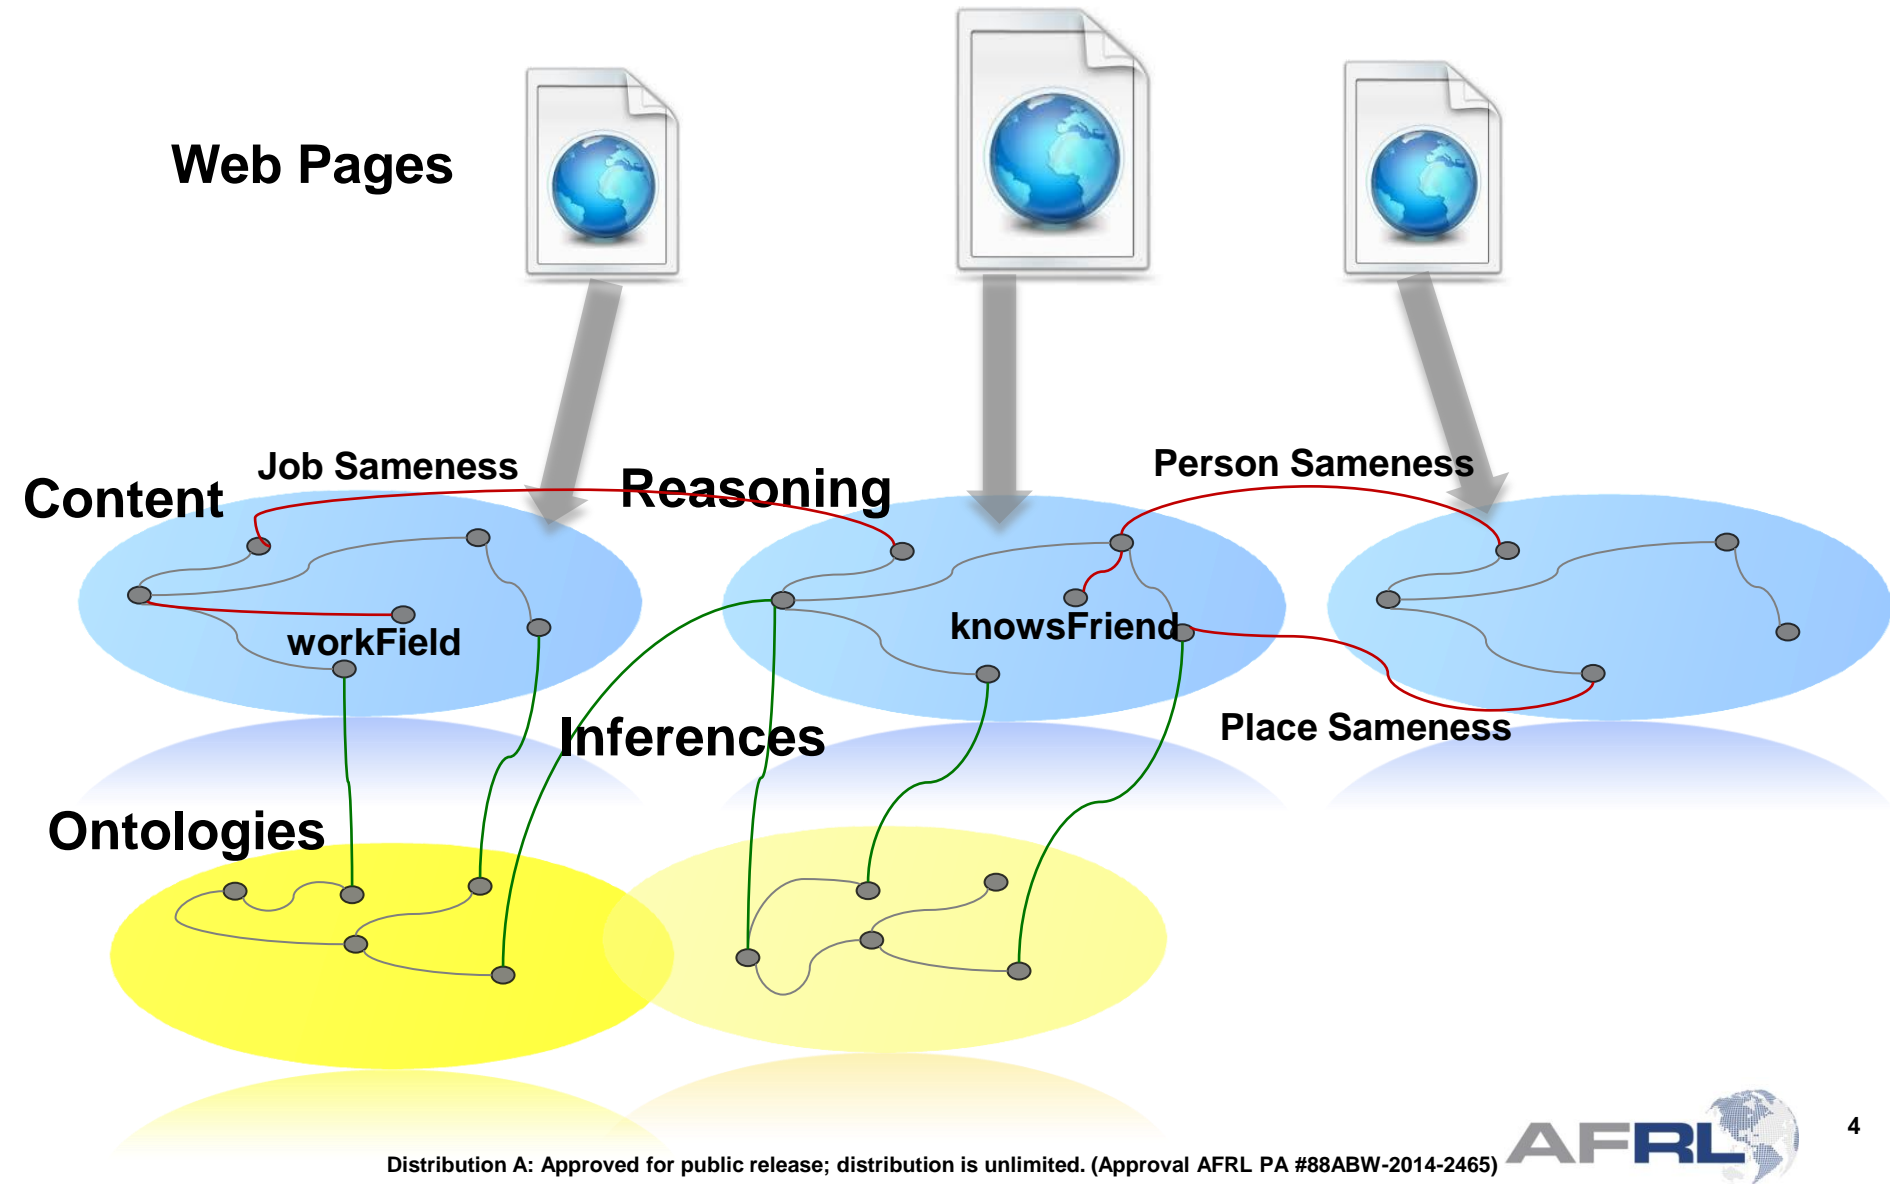 Web Pages
Job Sameness
Person Sameness
Content
Reasoning
workField
knowsFriend
Inferences
Place Sameness
Ontologies
AFRL
4
Distribution A: Approved for public release; distribution is unlimited. (Approval AFRL PA #88ABW-2014-2465)